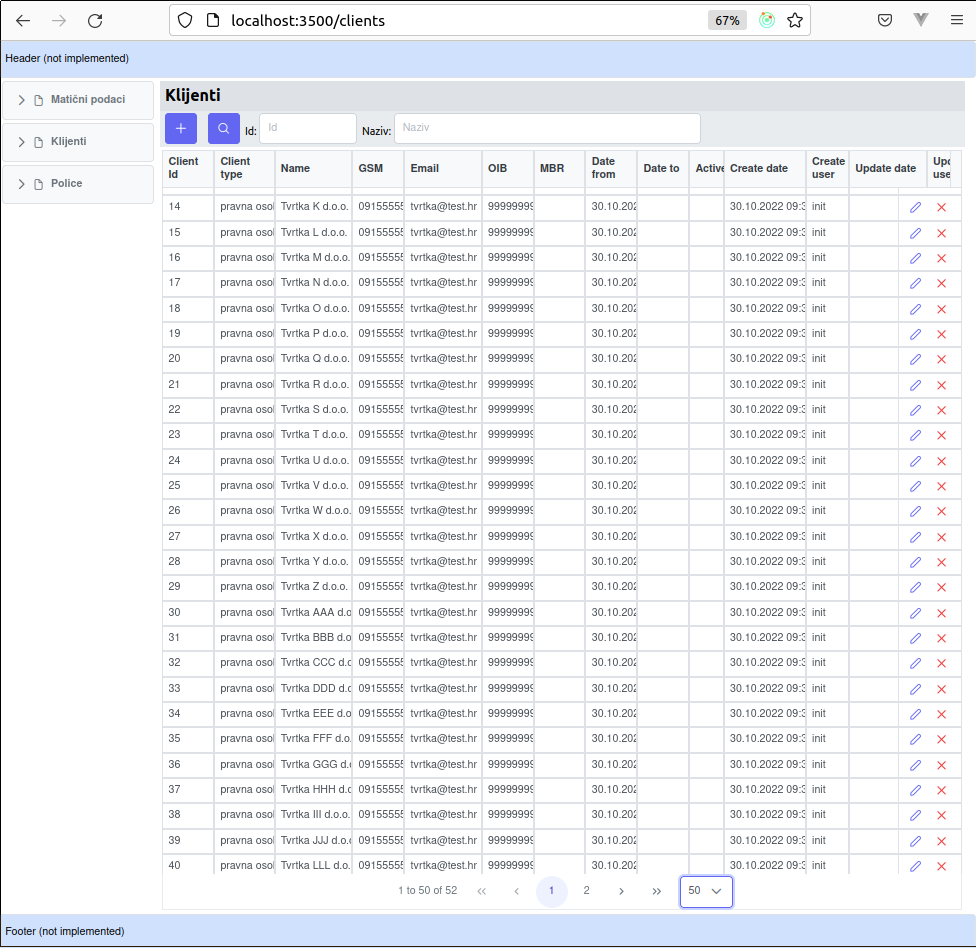 localhost:3500/clients 67%
Header (not implemented)
Matični podaci
Klijenti
Police
Klijenti
Id: Id Naziv: Naziv
Client Id Client type Name GSM Email OIB MBR Date from Date to Active Create date Create user Update date Upd use
14 pravna osol Tvrtka K d.o.o. 09155555 tvrtka@test.hr 99999999 30.10.202 30.10.2022 09:3 init
15 pravna osol Tvrtka L d.o.o. 09155555 tvrtka@test.hr 99999999 30.10.202 30.10.2022 09:3 init
16 pravna osol Tvrtka M d.o.o. 09155555 tvrtka@test.hr 99999999 30.10.202 30.10.2022 09:3 init
17 pravna osol Tvrtka N d.o.o. 09155555 tvrtka@test.hr 99999999 30.10.202 30.10.2022 09:3 init
18 pravna osol Tvrtka O d.o.o. 09155555 tvrtka@test.hr 99999999 30.10.202 30.10.2022 09:3 init
19 pravna osol Tvrtka P d.o.o. 09155555 tvrtka@test.hr 99999999 30.10.202 30.10.2022 09:3 init
20 pravna osol Tvrtka Q d.o.o. 09155555 tvrtka@test.hr 99999999 30.10.202 30.10.2022 09:3 init
21 pravna osol Tvrtka R d.o.o. 09155555 tvrtka@test.hr 99999999 30.10.202 30.10.2022 09:3 init
22 pravna osol Tvrtka S d.o.o. 09155555 tvrtka@test.hr 99999999 30.10.202 30.10.2022 09:3 init
23 pravna osol Tvrtka T d.o.o. 09155555 tvrtka@test.hr 99999999 30.10.202 30.10.2022 09:3 init
24 pravna osol Tvrtka U d.o.o. 09155555 tvrtka@test.hr 99999999 30.10.202 30.10.2022 09:3 init
25 pravna osol Tvrtka V d.o.o. 09155555 tvrtka@test.hr 99999999 30.10.202 30.10.2022 09:3 init
26 pravna osol Tvrtka W d.o.o. 09155555 tvrtka@test.hr 99999999 30.10.202 30.10.2022 09:3 init
27 pravna osol Tvrtka X d.o.o. 09155555 tvrtka@test.hr 99999999 30.10.202 30.10.2022 09:3 init
28 pravna osol Tvrtka Y d.o.o. 09155555 tvrtka@test.hr 99999999 30.10.202 30.10.2022 09:3 init
29 pravna osol Tvrtka Z d.o.o. 09155555 tvrtka@test.hr 99999999 30.10.202 30.10.2022 09:3 init
30 pravna osol Tvrtka AAA d.o 09155555 tvrtka@test.hr 99999999 30.10.202 30.10.2022 09:3 init
31 pravna osol Tvrtka BBB d.o 09155555 tvrtka@test.hr 99999999 30.10.202 30.10.2022 09:3 init
32 pravna osol Tvrtka CCC d.o 09155555 tvrtka@test.hr 99999999 30.10.202 30.10.2022 09:3 init
33 pravna osol Tvrtka DDD d.o 09155555 tvrtka@test.hr 99999999 30.10.202 30.10.2022 09:3 init
34 pravna osol Tvrtka EEE d.o 09155555 tvrtka@test.hr 99999999 30.10.202 30.10.2022 09:3 init
35 pravna osol Tvrtka FFF d.o. 09155555 tvrtka@test.hr 99999999 30.10.202 30.10.2022 09:3 init
36 pravna osol Tvrtka GGG d.o 09155555 tvrtka@test.hr 99999999 30.10.202 30.10.2022 09:3 init
37 pravna osol Tvrtka HHH d.o 09155555 tvrtka@test.hr 99999999 30.10.202 30.10.2022 09:3 init
38 pravna osol Tvrtka III d.o.o. 09155555 tvrtka@test.hr 99999999 30.10.202 30.10.2022 09:3 init
39 pravna osol Tvrtka JJJ d.o.o 09155555 tvrtka@test.hr 99999999 30.10.202 30.10.2022 09:3 init
40 pravna osol Tvrtka LLL d.o. 09155555 tvrtka@test.hr 99999999 30.10.202 30.10.2022 09:3 init
1 to 50 of 52 1 2 50
Footer (not implemented)